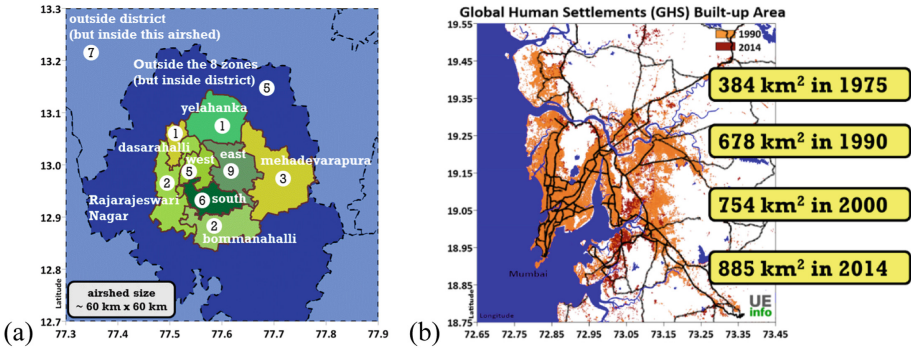 13.3
13.2
13.1
13.0
12.9
12.8
12.7
Latitude
77.3
77.4
77.5
77.6
77.7
77.8
77.9
outside district
(but inside this airshed)
7
Outside the 8 zones
(but inside district)
5
yelahanka
1
1
dasarahalli
west
east
mehadevarapura
2
5
9
3
Rajarajeswari
Nagar
6
south
2
bommanahalli
airshed size
~ 60 km x 60 km
(a)
Global Human Settlements (GHS) Built-up Area
19.55
19.45
19.35
19.25
19.15
19.05
18.95
18.85
18.75
Latitude
Longitude
72.65
72.75
72.85
72.95
73.05
73.15
73.25
73.35
73.45
1990
2014
384 km² in 1975
678 km² in 1990
754 km² in 2000
885 km² in 2014
Mumbai
UE
info
(b)